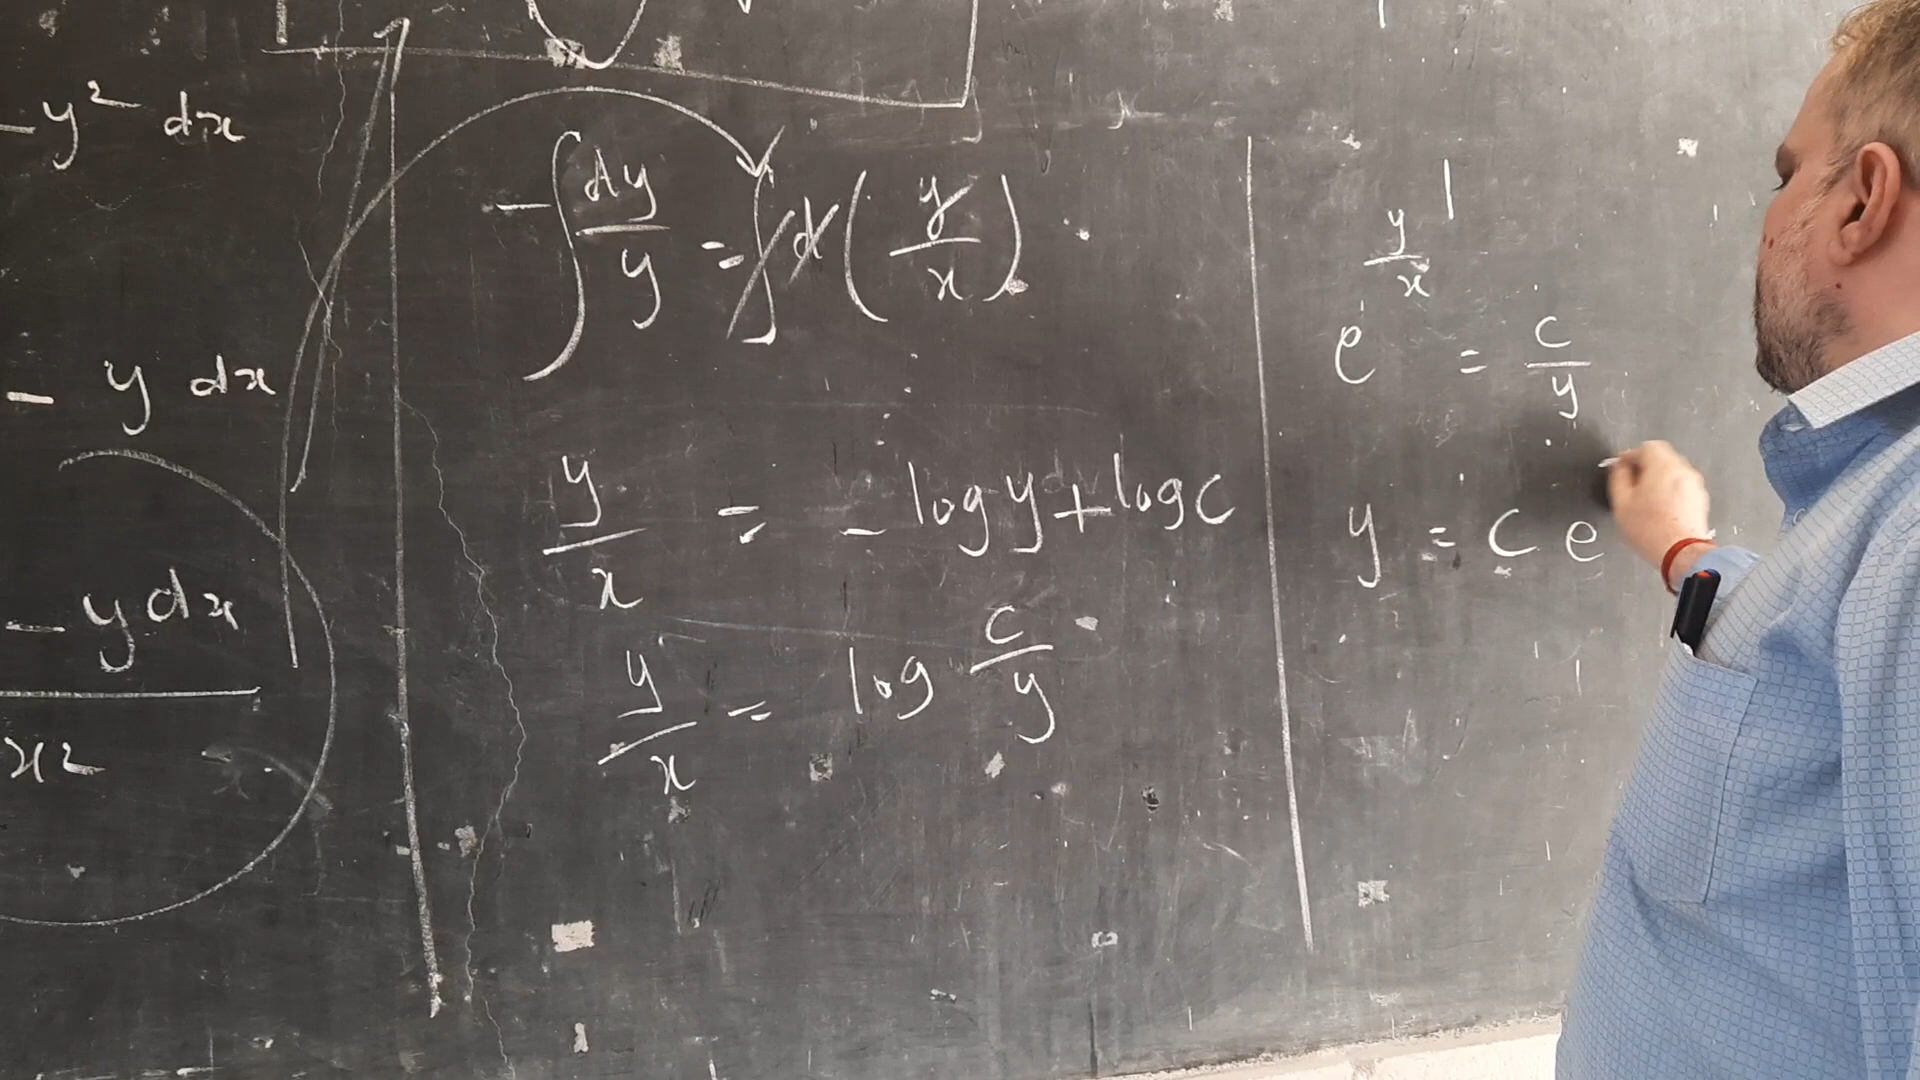 - y² dx
- y dx
- y dx
x²
- ∫ dy/y = ∫ d(y/x)
y/x = - log y + log c
y/x = log c/y
e^(y/x) = c/y
y = c e